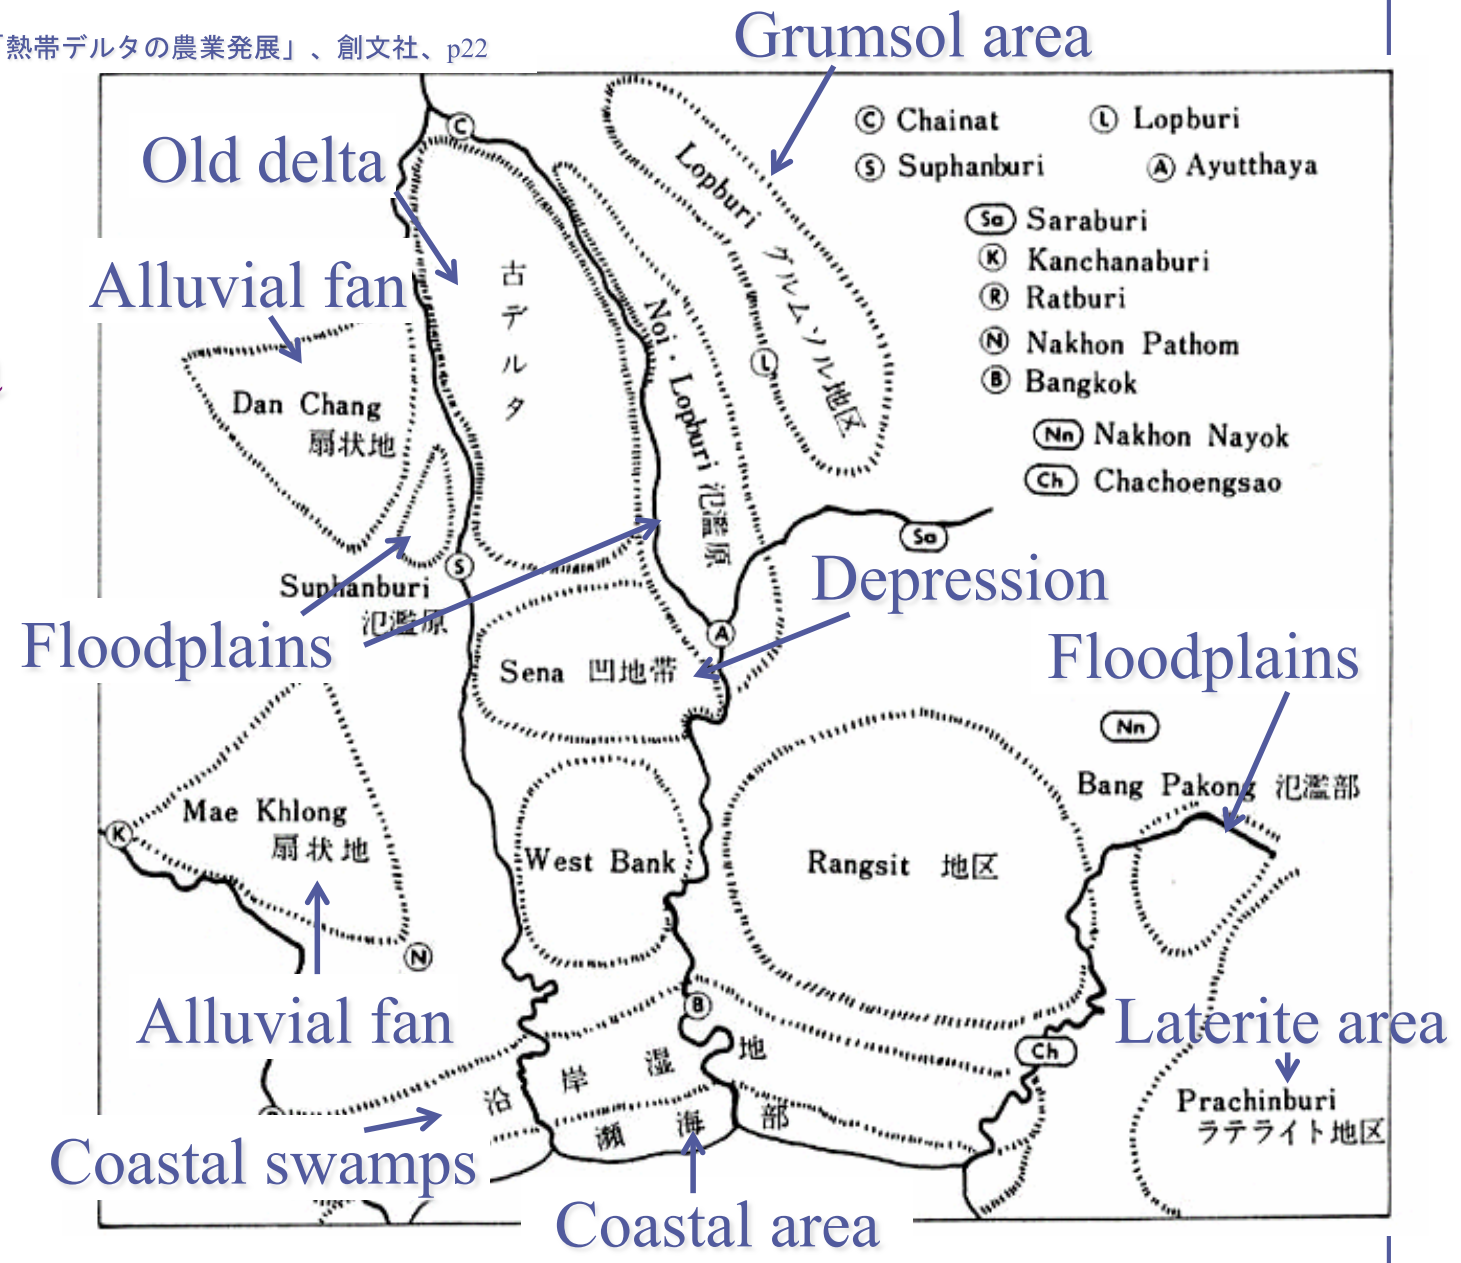 「熱帯デルタの農業発展」、創文社、p22
Grumsol area
Ⓒ Chainat
Ⓛ Lopburi
Ⓢ Suphanburi
Ⓐ Ayutthaya
Sa Saraburi
Ⓚ Kanchanaburi
Ⓡ Ratburi
Ⓝ Nakhon Pathom
Ⓑ Bangkok
Nn Nakhon Nayok
Ch Chachoengsao
C
Old delta
Lopburi グルムソル地区
Alluvial fan
古デルタ
Noi・Lopburi 氾濫原
L
Dan Chang
扇状地
Sa
S
Suphanburi
氾濫原
Depression
Floodplains
A
Sena 凹地帯
Floodplains
Nn
Bang Pakong 氾濫部
K
Mae Khlong
扇状地
West Bank
Rangsit 地区
N
Alluvial fan
B
Laterite area
Ch
沿岸湿地
Prachinburi
ラテライト地区
瀬海部
Coastal swamps
Coastal area